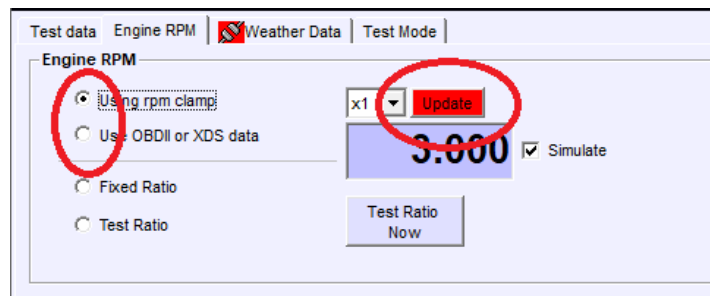 Test data Engine RPM Weather Data Test Mode
Engine RPM
Using rpm clamp x1 Update
Use OBDII or XDS data 3.000 Simulate
Fixed Ratio
Test Ratio Test Ratio Now